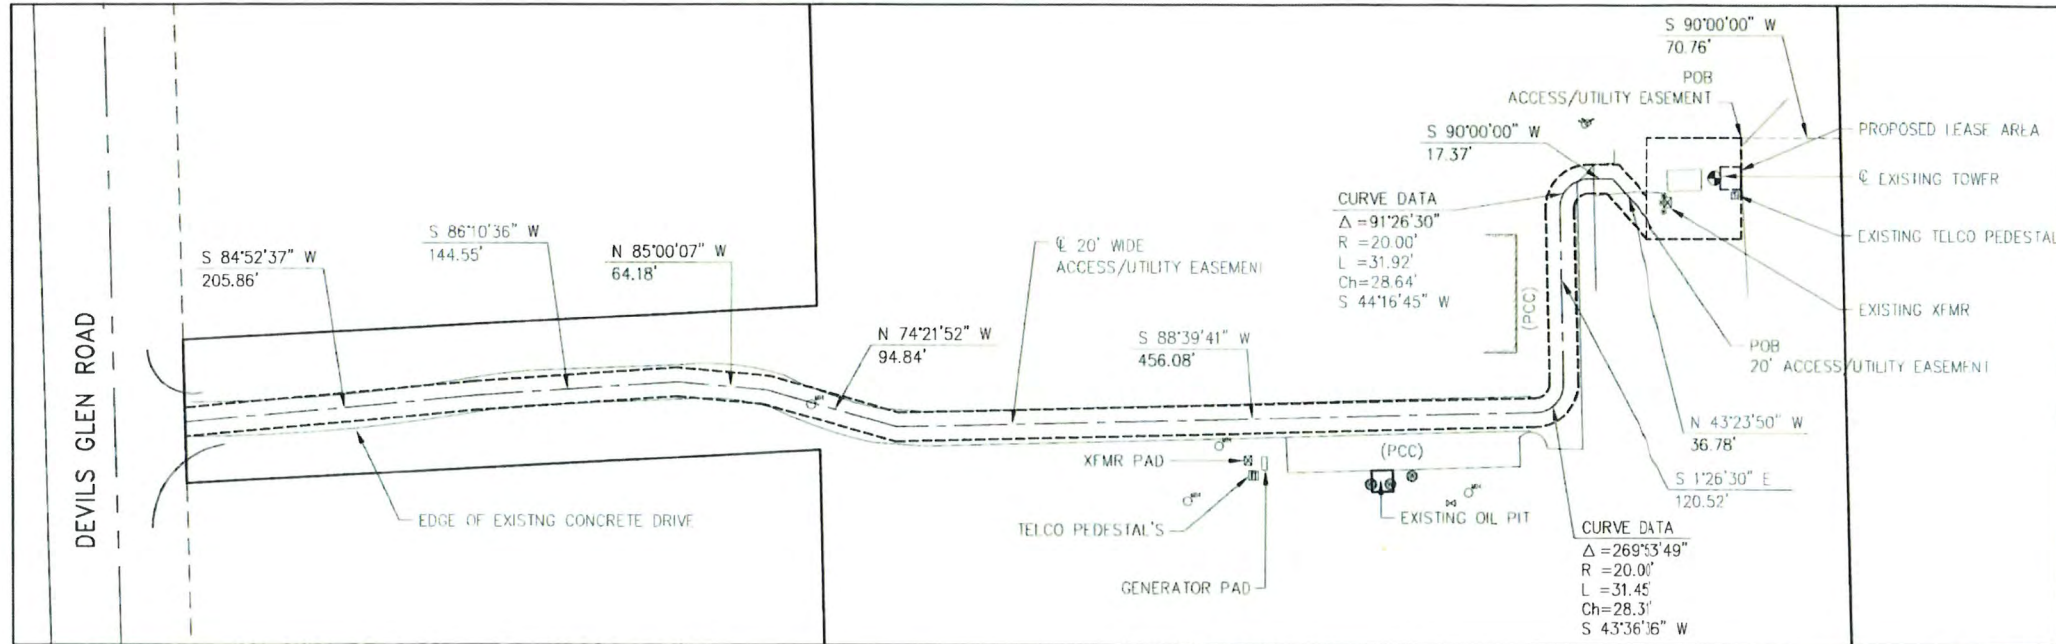 S 90°00'00" W
70.76'
POB
ACCESS/UTILITY EASEMENT
S 90°00'00" W
17.37'
PROPOSED LEASE AREA
℄ EXISTING TOWER
CURVE DATA
Δ =91°26'30"
R =20.00'
L =31.92'
Ch=28.64'
S 44°16'45" W
EXISTING TELCO PEDESTAL
EXISTING XFMR
POB
20' ACCESS/UTILITY EASEMENT
S 84°52'37" W
205.86'
S 86°10'36" W
144.55'
N 85°00'07" W
64.18'
℄ 20' WIDE
ACCESS/UTILITY EASEMENT
N 74°21'52" W
94.84'
S 88°39'41" W
456.08'
(PCC)
DEVILS GLEN ROAD
N 43°23'50" W
36.78'
S 1°26'30" E
120.52'
(PCC)
XFMR PAD
TELCO PEDESTAL'S
GENERATOR PAD
EXISTING OIL PIT
EDGE OF EXISTNG CONCRETE DRIVE
CURVE DATA
Δ =269°53'49"
R =20.00'
L =31.45'
Ch=28.31'
S 43°36'36" W